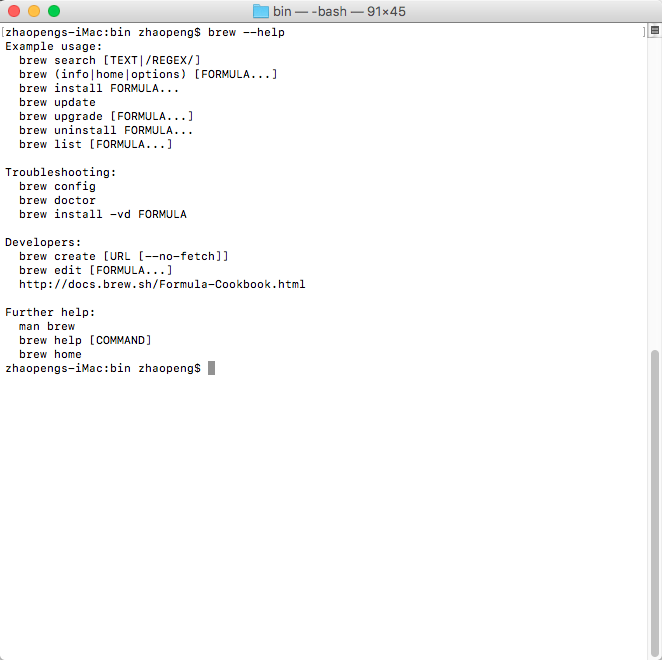 bin — -bash — 91×45
[zhaopengs-iMac:bin zhaopeng$ brew --help ]
Example usage:
  brew search [TEXT|/REGEX/]
  brew (info|home|options) [FORMULA...]
  brew install FORMULA...
  brew update
  brew upgrade [FORMULA...]
  brew uninstall FORMULA...
  brew list [FORMULA...]

Troubleshooting:
  brew config
  brew doctor
  brew install -vd FORMULA

Developers:
  brew create [URL [--no-fetch]]
  brew edit [FORMULA...]
  http://docs.brew.sh/Formula-Cookbook.html

Further help:
  man brew
  brew help [COMMAND]
  brew home
zhaopengs-iMac:bin zhaopeng$